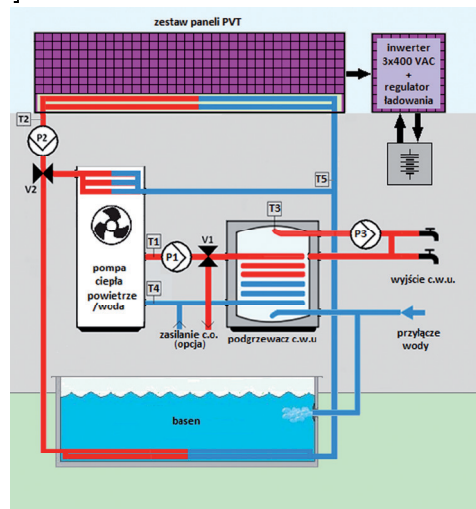 zestaw paneli PVT
inwerter
3x400 VAC
+
regulator
ładowania
T2
P2
V2
T5
T3
T1
P1
V1
P3
pompa
ciepła
powietrze
/woda
T4
wyjście c.w.u.
zasilanie c.o.
(opcja)
podgrzewacz c.w.u
przyłącze
wody
basen